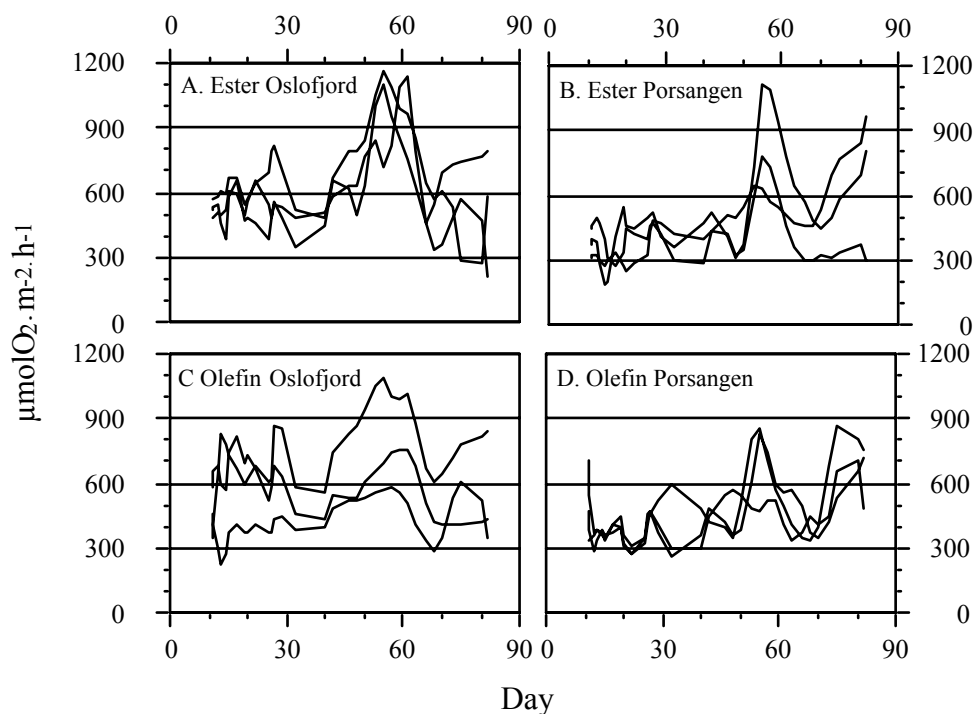 0 30 60 90 0 30 60 90
1200 1200
A. Ester Oslofjord B. Ester Porsangen
900 900
600 600
300 300
0 0
μmolO2.m-2.h-1
1200 1200
C Olefin Oslofjord D. Olefin Porsangen
900 900
600 600
300 300
0 0
0 30 60 90 0 30 60 90
Day